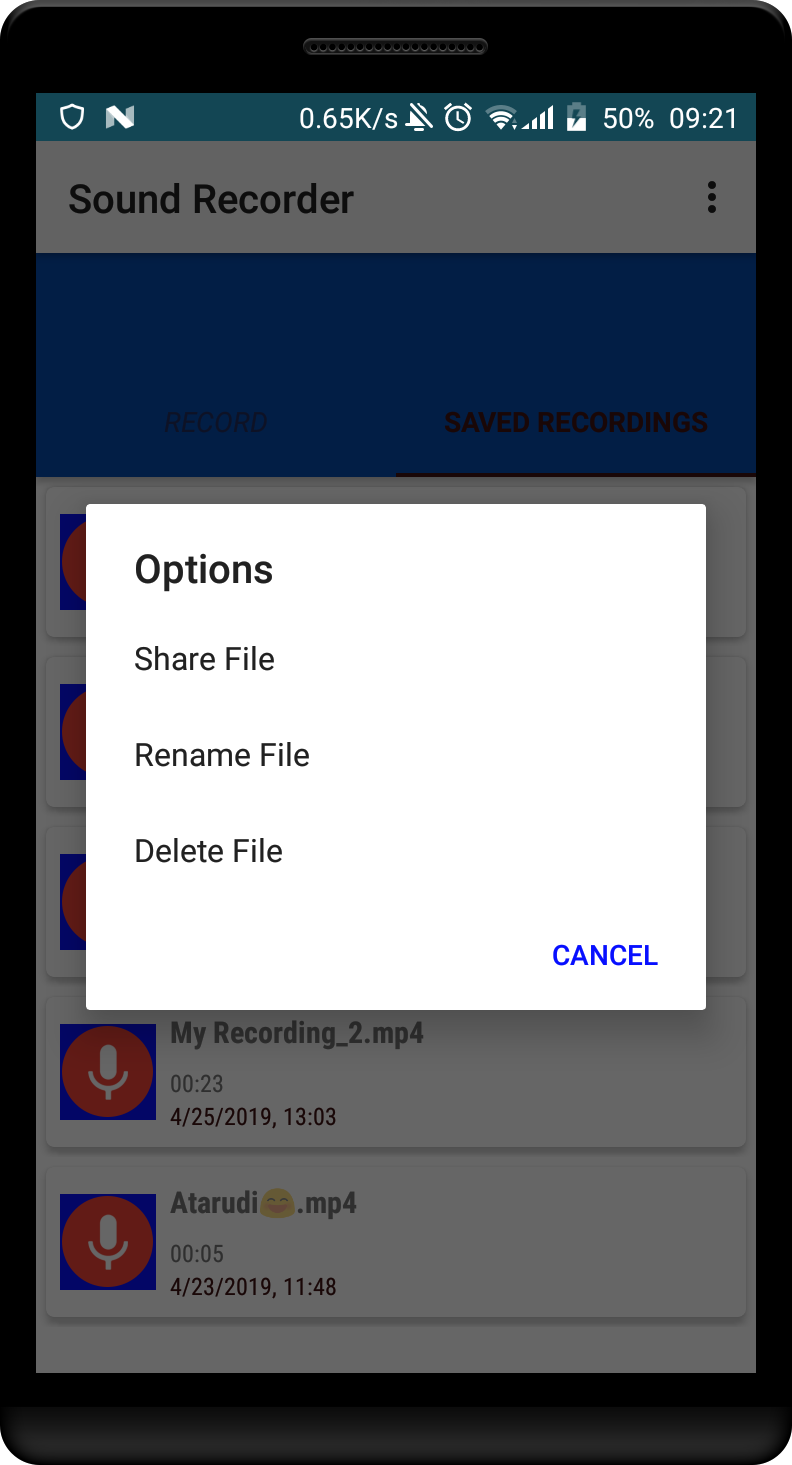 0.65K/s 50% 09:21
Sound Recorder
RECORD SAVED RECORDINGS
Options
Share File
Rename File
Delete File
CANCEL
My Recording_2.mp4
00:23
4/25/2019, 13:03
Atarudi😄.mp4
00:05
4/23/2019, 11:48